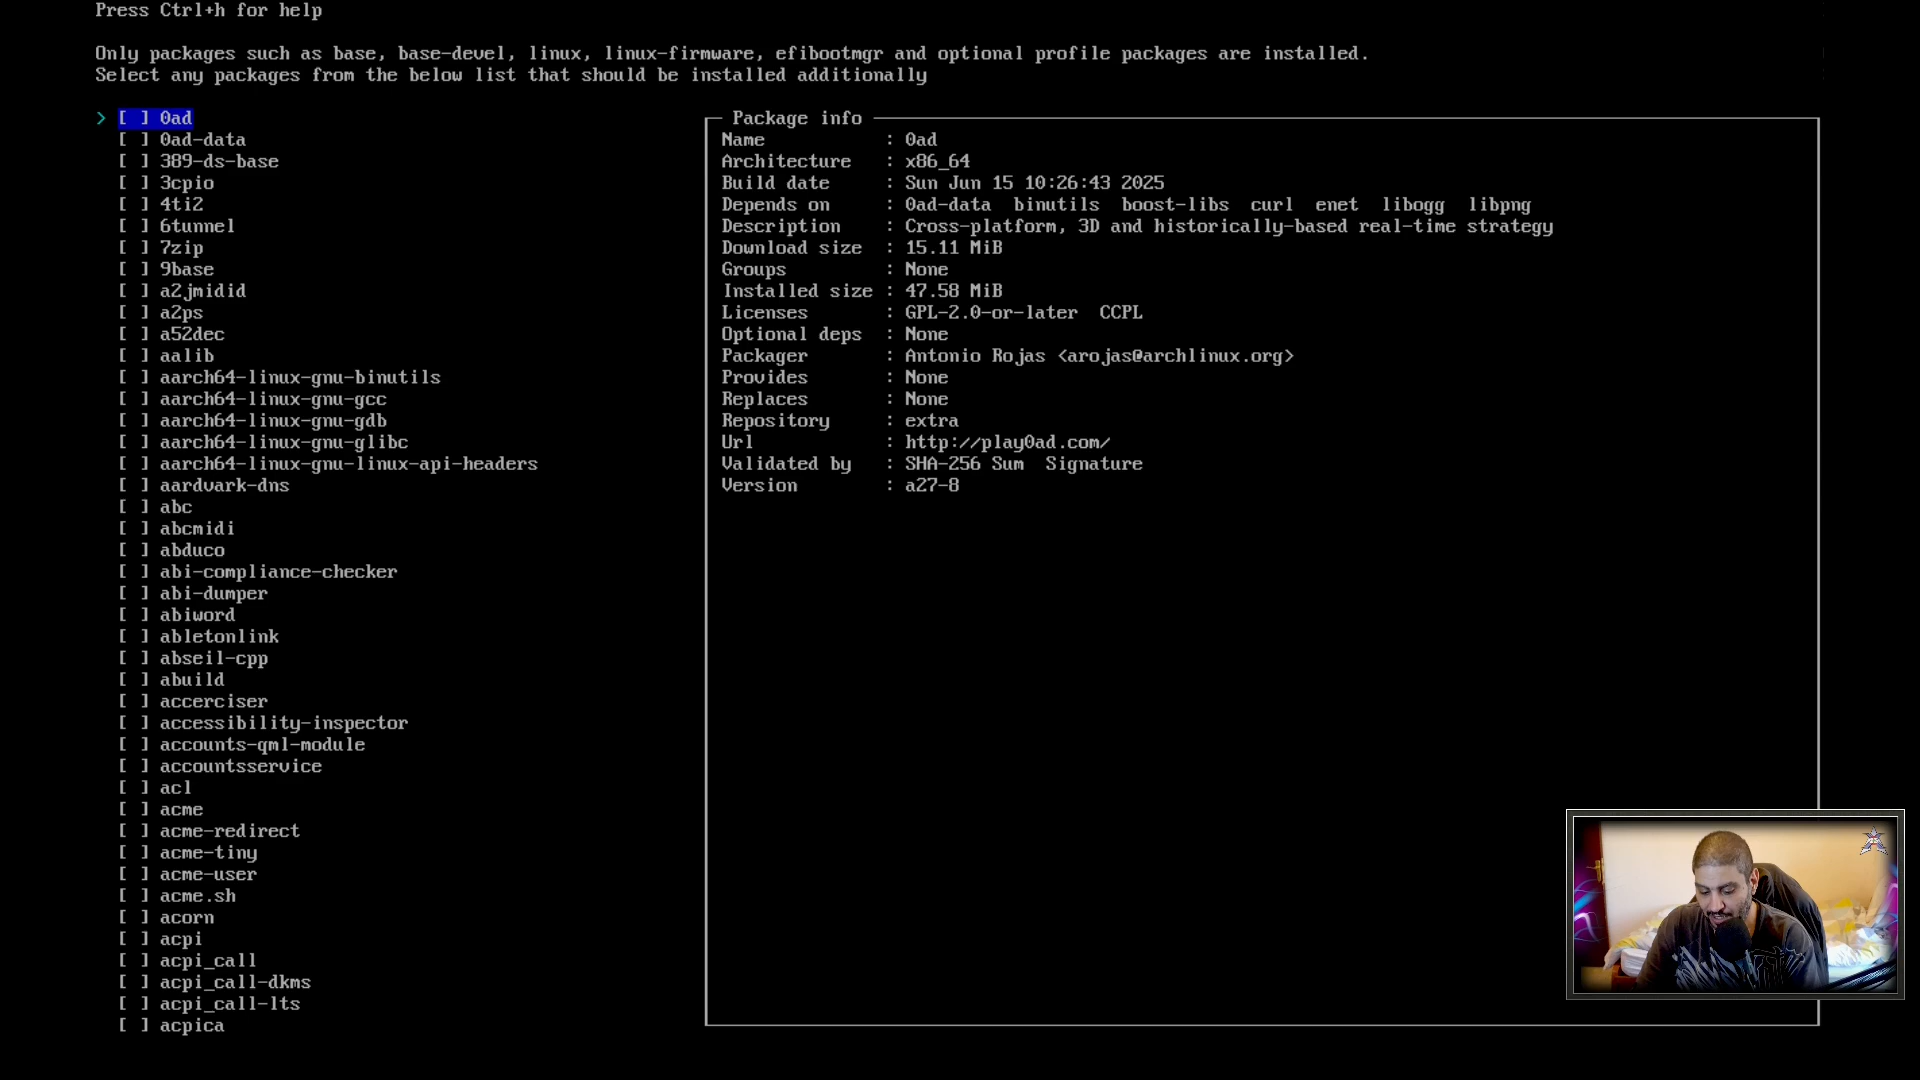 Press Ctrl+h for help
Only packages such as base, base-devel, linux, linux-firmware, efibootmgr and optional profile packages are installed.
Select any packages from the below list that should be installed additionally
> [ ] 0ad
[ ] 0ad-data
[ ] 389-ds-base
[ ] 3cpio
[ ] 4ti2
[ ] 6tunnel
[ ] 7zip
[ ] 9base
[ ] a2jmidid
[ ] a2ps
[ ] a52dec
[ ] aalib
[ ] aarch64-linux-gnu-binutils
[ ] aarch64-linux-gnu-gcc
[ ] aarch64-linux-gnu-gdb
[ ] aarch64-linux-gnu-glibc
[ ] aarch64-linux-gnu-linux-api-headers
[ ] aardvark-dns
[ ] abc
[ ] abcmidi
[ ] abduco
[ ] abi-compliance-checker
[ ] abi-dumper
[ ] abiword
[ ] abletonlink
[ ] abseil-cpp
[ ] abuild
[ ] accerciser
[ ] accessibility-inspector
[ ] accounts-qml-module
[ ] accountsservice
[ ] acl
[ ] acme
[ ] acme-redirect
[ ] acme-tiny
[ ] acme-user
[ ] acme.sh
[ ] acorn
[ ] acpi
[ ] acpi_call
[ ] acpi_call-dkms
[ ] acpi_call-lts
[ ] acpica
Package info
Name : 0ad
Architecture : x86_64
Build date : Sun Jun 15 10:26:43 2025
Depends on : 0ad-data binutils boost-libs curl enet libogg libpng
Description : Cross-platform, 3D and historically-based real-time strategy
Download size : 15.11 MiB
Groups : None
Installed size : 47.58 MiB
Licenses : GPL-2.0-or-later CCPL
Optional deps : None
Packager : Antonio Rojas <arojas@archlinux.org>
Provides : None
Replaces : None
Repository : extra
Url : http://play0ad.com/
Validated by : SHA-256 Sum Signature
Version : a27-8